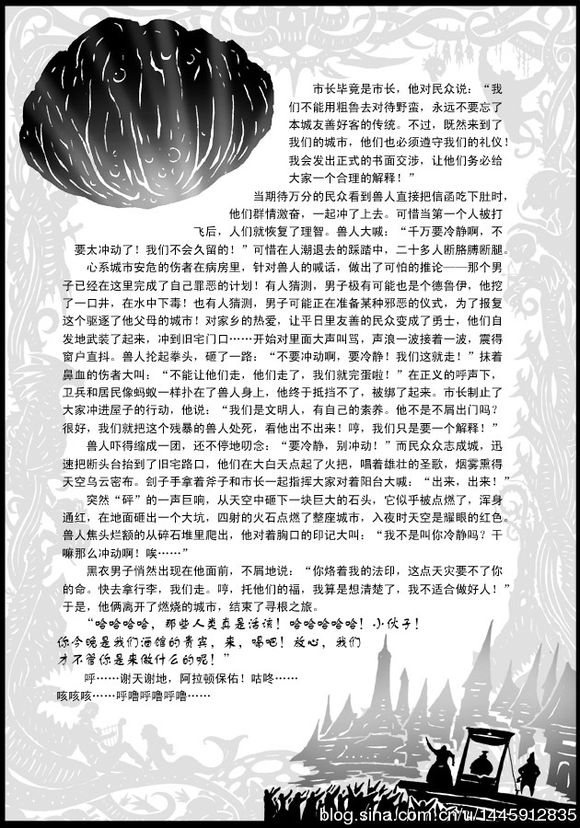 市长毕竟是市长，他对民众说：“我
们不能用粗鲁去对待野蛮，永远不要忘了
本城友善好客的传统。不过，既然来到了
我们的城市，他们也必须遵守我们的礼仪！
我会发出正式的书面交涉，让他们务必给
大家一个合理的解释！”
当期待万分的民众看到兽人直接把信函吃下肚时，
他们群情激奋，一起冲了上去。可惜当第一个人被打
飞后，人们就恢复了理智。兽人大喊：“千万要冷静啊，不
要太冲动了！我们不会久留的！”可惜在人潮退去的踩踏中，二十多人断胳膊断腿。
心系城市安危的伤者在病房里，针对兽人的喊话，做出了可怕的推论——那个男
子已经在这里完成了自己罪恶的计划！有人猜测，男子极有可能也是个德鲁伊，他挖
了一口井，在水中下毒！也有人猜测，男子可能正在准备某种邪恶的仪式，为了报复
这个驱逐了他父母的城市！对家乡的热爱，让平日里友善的民众变成了勇士，他们自
发地武装了起来，冲到旧宅门口……开始对里面大声叫骂，声浪一波接着一波，震得
窗户直抖。兽人抡起拳头，砸了一路：“不要冲动啊，要冷静！我们这就走！”抹着
鼻血的伤者大叫：“不能让他们走，他们走了，我们就完蛋啦！”在正义的呼声下，
卫兵和居民像蚂蚁一样扑在了兽人身上，他终于抵挡不了，被绑了起来。市长制止了
大家冲进屋子的行动，他说：“我们是文明人，有自己的素养。他不是不屑出门吗？
很好，我们就把这个残暴的兽人处死，看他出不出来！哼，我们只是要一个解释！”
兽人吓得缩成一团，还不停地叨念：“要冷静，别冲动！”而民众众志成城，迅
速把断头台抬到了旧宅路口，他们在大白天点起了火把，唱着雄壮的圣歌，烟雾熏得
天空乌云密布。刽子手拿着斧子和市长一起指挥大家对着阳台大喊：“出来，出来！”
突然“砰”的一声巨响，从天空中砸下一块巨大的石头，它似乎被点燃了，浑身
通红，在地面砸出一个大坑，四射的火石点燃了整座城市，入夜时天空是耀眼的红色。
兽人焦头烂额的从碎石堆里爬出，他对着胸口的印记大叫：“我不是叫你冷静吗？干
嘛那么冲动啊！唉……”
黑衣男子悄然出现在他面前，不屑地说：“你烙着我的法印，这点天灾要不了你
的命。快去拿行李，我们走。哼，托他们的福，我算是想清楚了，我不适合做好人！”
于是，他俩离开了燃烧的城市，结束了寻根之旅。
“哈哈哈哈，那些人类真是活该！哈哈哈哈哈！小伙子！
你今晚是我们酒馆的贵宾，来，喝吧！放心，我们
才不管你是来做什么的呢！”
呼……谢天谢地，阿拉顿保佑！咕咚……
咳咳咳……呼噜呼噜呼噜……
blog.sina.com.cn/u/1445912835